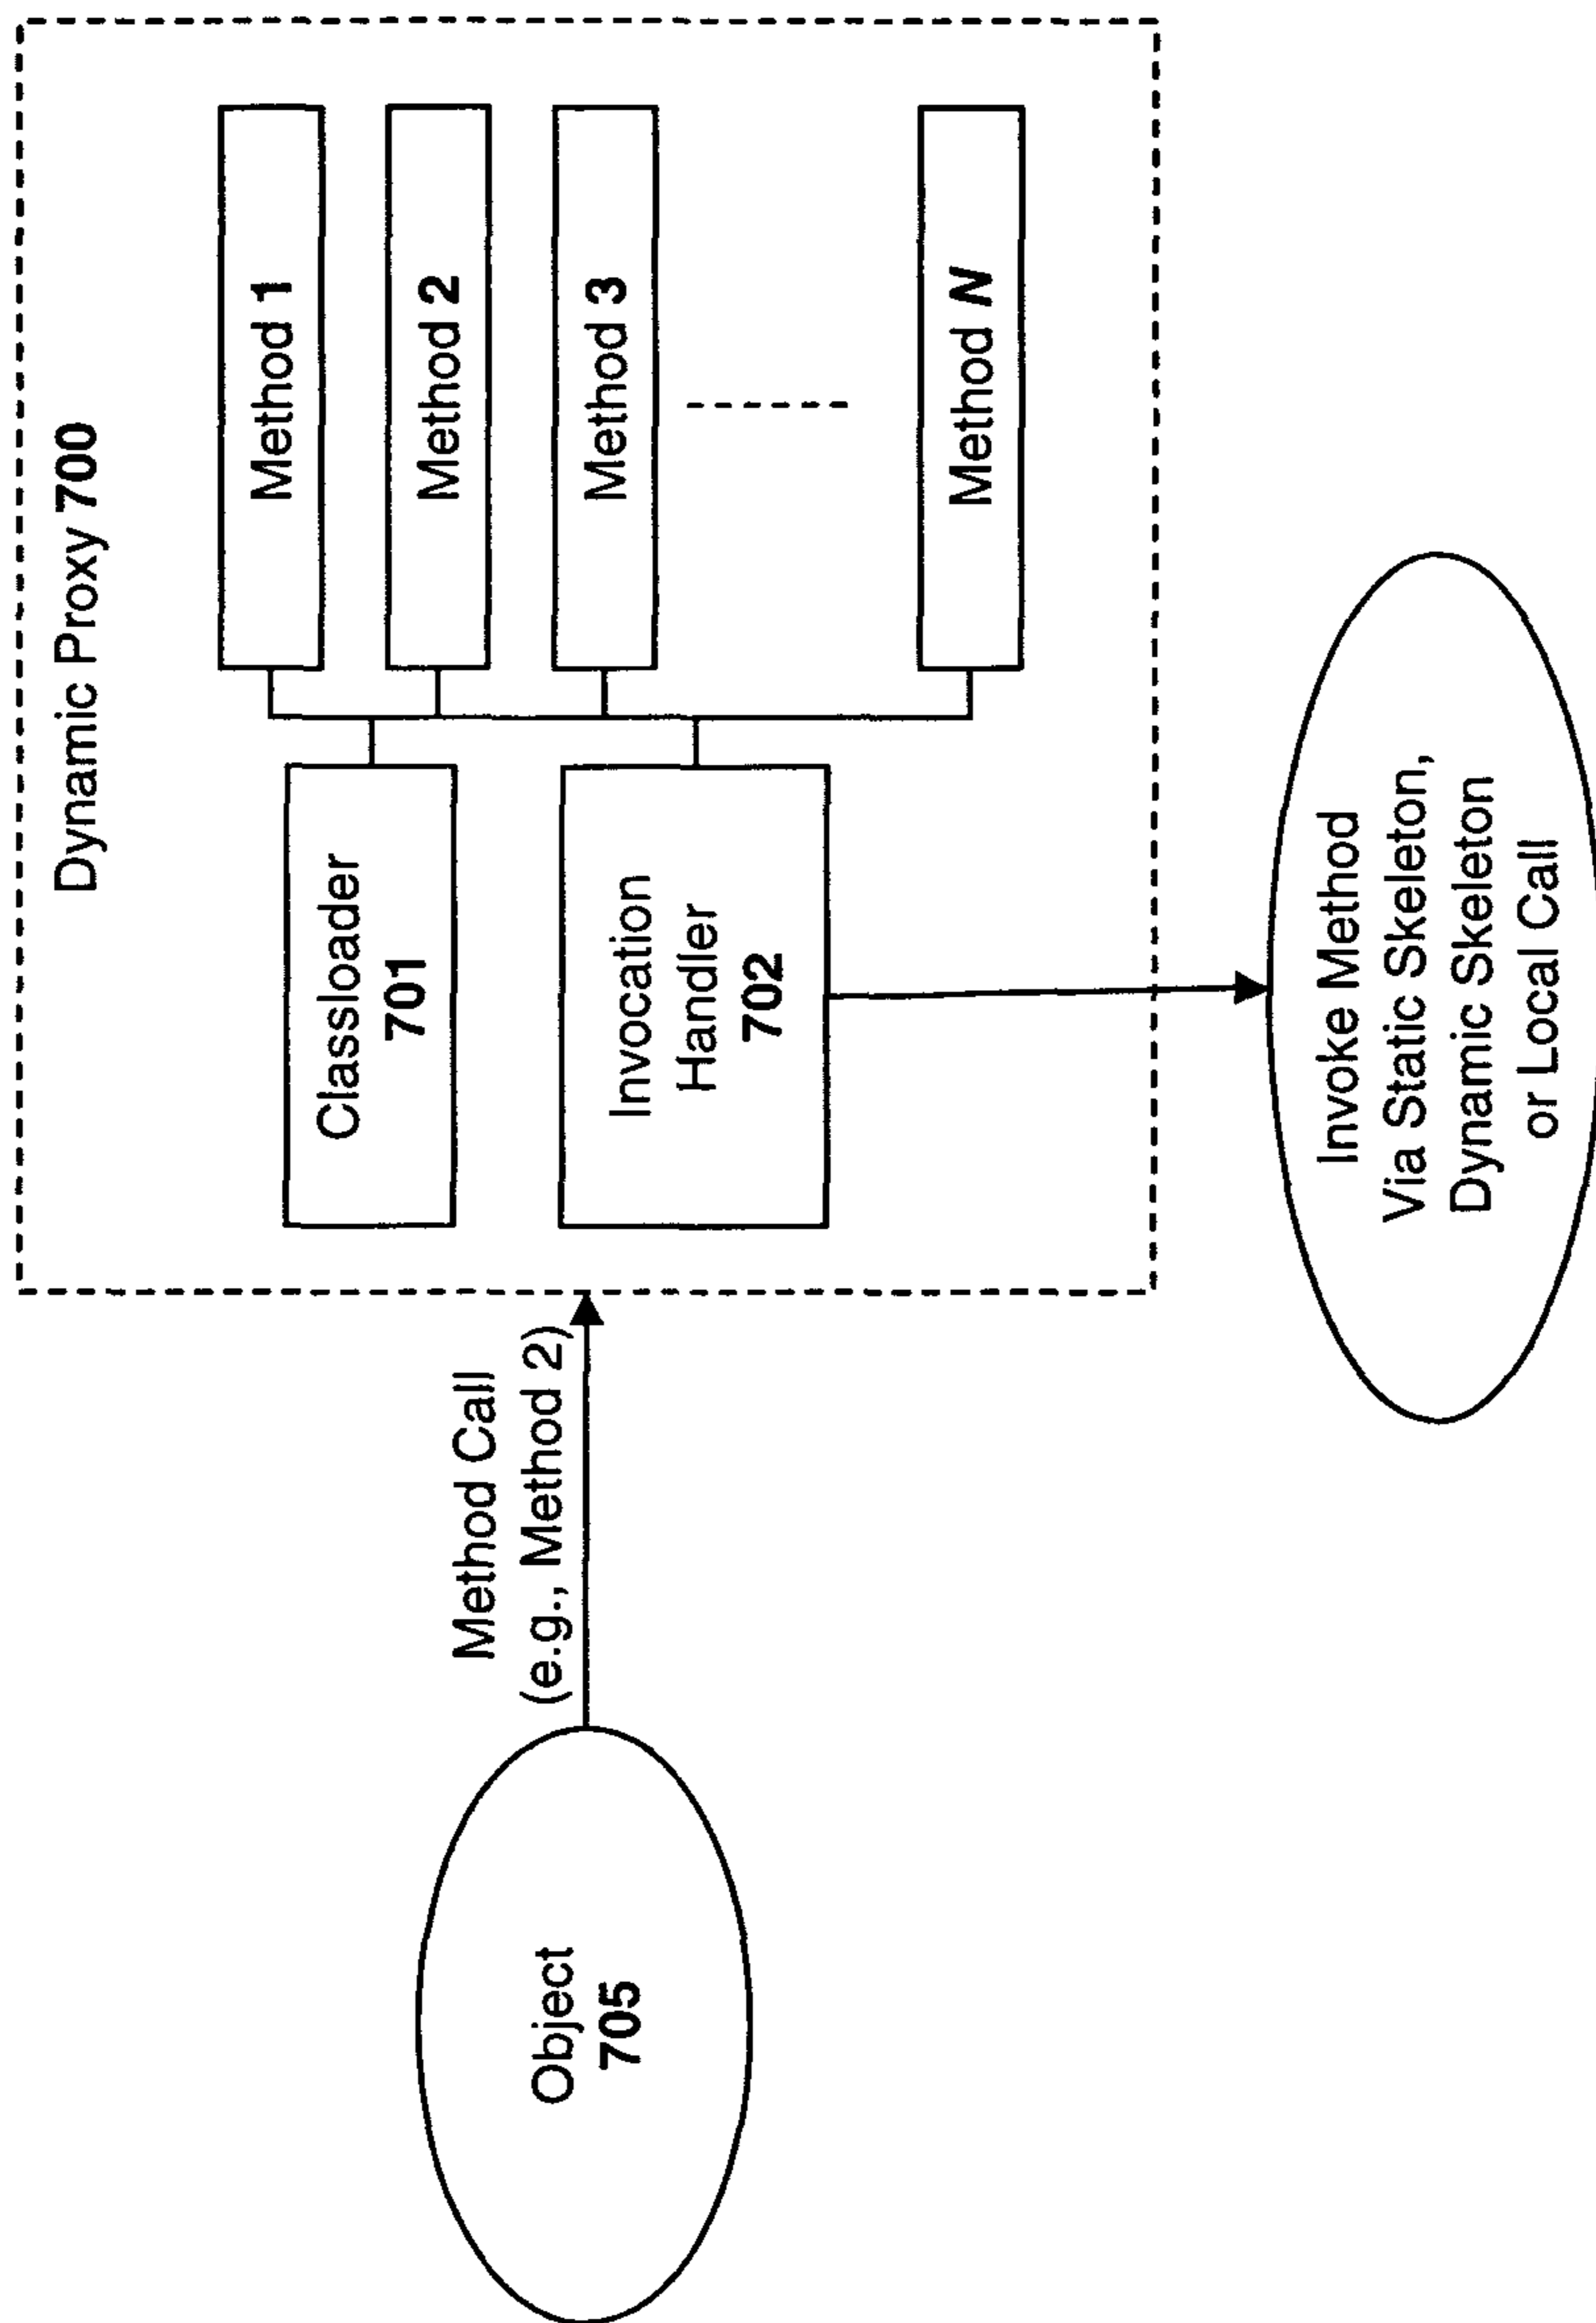 Dynamic Proxy 700
Method 1
Method 2
Method 3
Method N
Classloader
701
Invocation
Handler
702
Method Call
(e.g., Method 2)
Object
705
Invoke Method
Via Static Skeleton,
Dynamic Skeleton
or Local Call